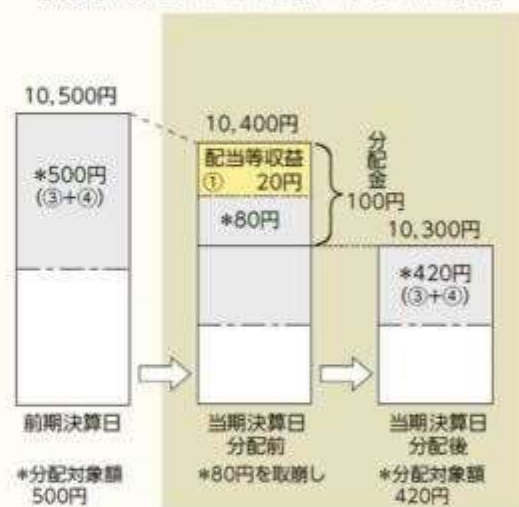 10,500円
*500円
(③+④)
前期決算日
*分配対象額
500円
10,400円
配当等収益
① 20円
*80円
分配金
100円
当期決算日
分配前
*80円を取崩し
10,300円
*420円
(③+④)
当期決算日
分配後
*分配対象額
420円